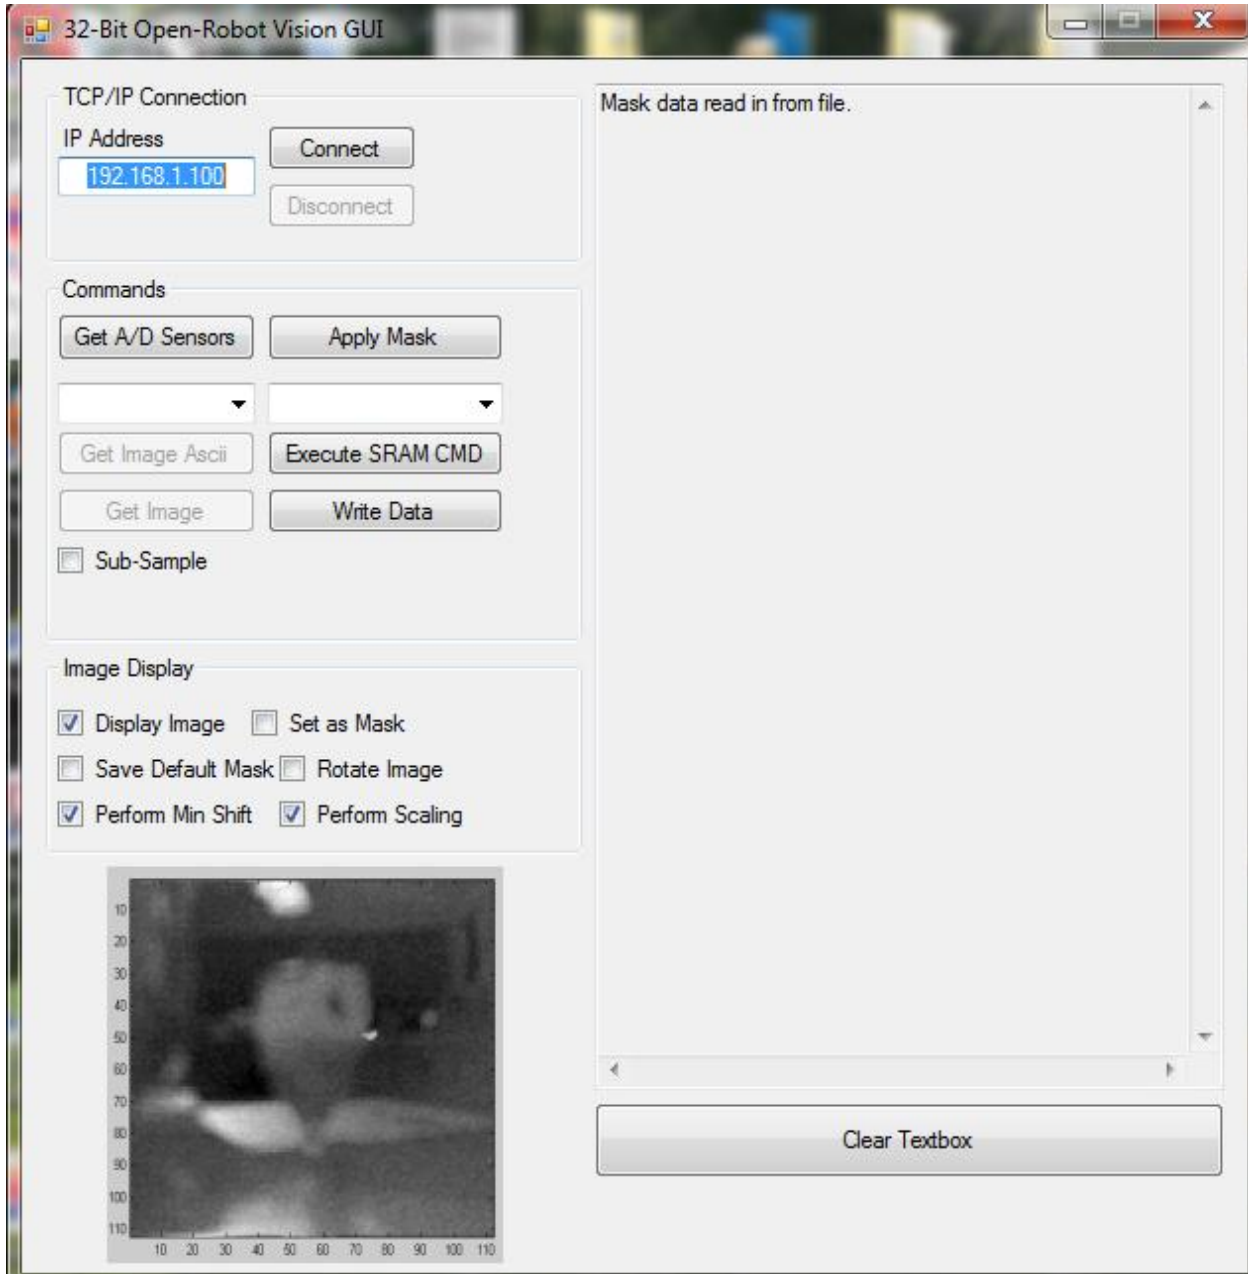 32-Bit Open-Robot Vision GUI
TCP/IP Connection
IP Address
192.168.1.100
Connect
Disconnect
Mask data read in from file.
Commands
Get A/D Sensors
Apply Mask
Get Image Ascii
Execute SRAM CMD
Get Image
Write Data
Sub-Sample
Image Display
Display Image
Set as Mask
Save Default Mask
Rotate Image
Perform Min Shift
Perform Scaling
10
20
30
40
50
60
70
80
90
100
110
10 20 30 40 50 60 70 80 90 100 110
Clear Textbox